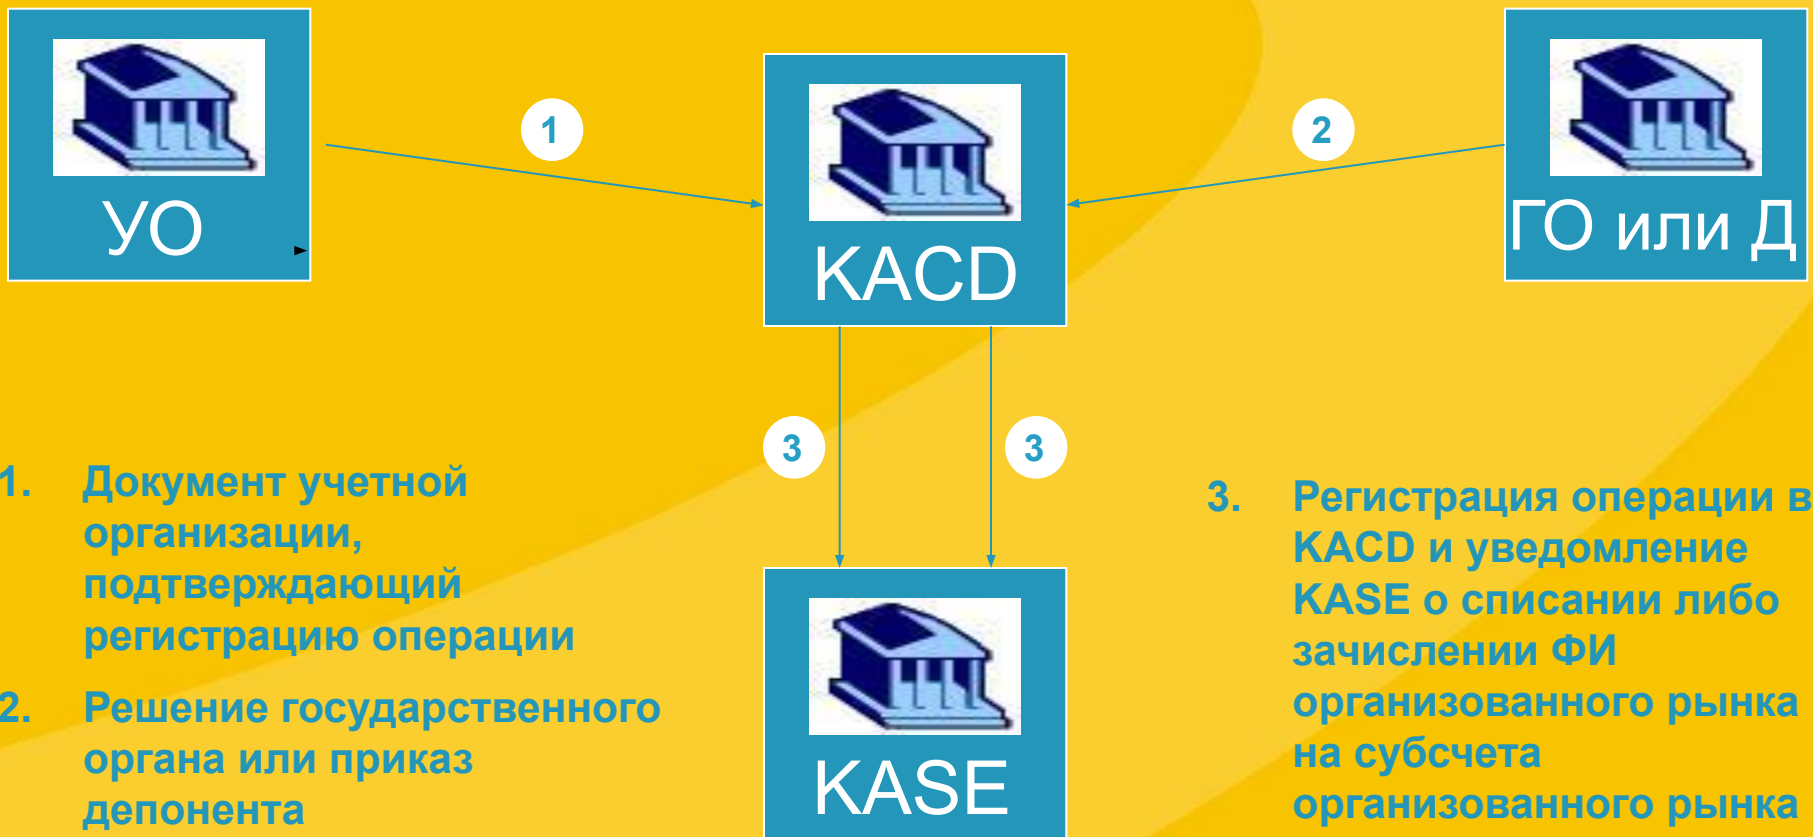 УО
1
KACD
2
ГО или Д
3
3
1. Документ учетной
организации,
подтверждающий
регистрацию операции
2. Решение государственного
органа или приказ
депонента
KASE
3. Регистрация операции в
KACD и уведомление
KASE о списании либо
зачислении ФИ
организованного рынка
на субсчета
организованного рынка